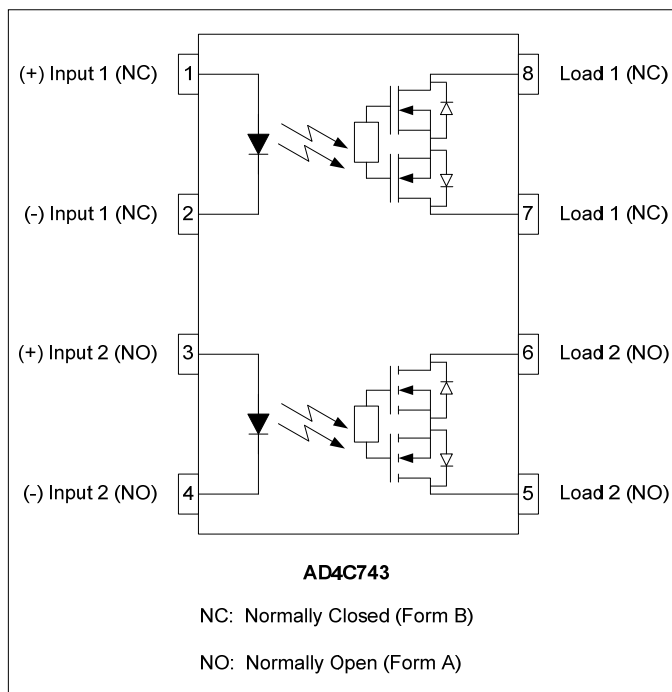 (+) Input 1 (NC) 1 8 Load 1 (NC)
(-) Input 1 (NC) 2 7 Load 1 (NC)
(+) Input 2 (NO) 3 6 Load 2 (NO)
(-) Input 2 (NO) 4 5 Load 2 (NO)
AD4C743
NC: Normally Closed (Form B)
NO: Normally Open (Form A)